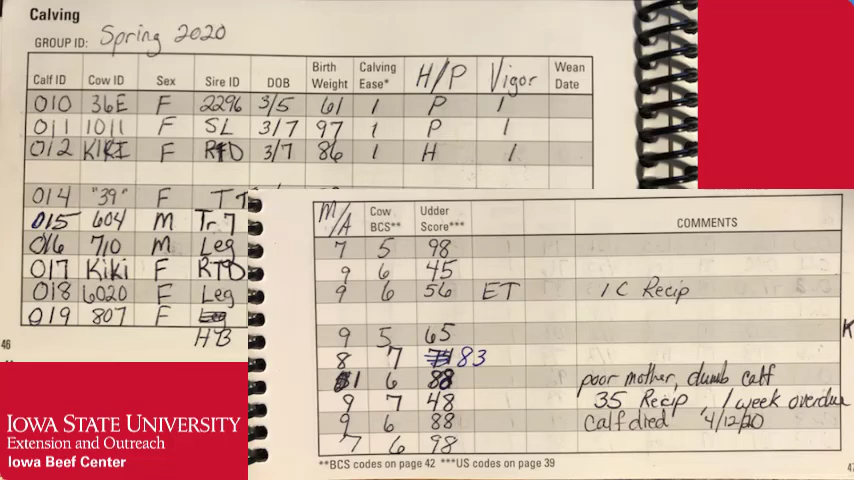 Calving
GROUP ID: Spring 2020
Calf ID Cow ID Sex Sire ID DOB Birth Weight Calving Ease* H/P Vigor Wean Date
010 36E F 2296 3/5 61 1 P 1
011 1011 F SL 3/7 97 1 P 1
012 KIKI F RTD 3/7 86 1 H 1
014 "39" F TT
015 604 M Tr.7
016 710 M Leg
017 Kiki F RTD
018 6020 F Leg
019 807 F
HB
46
M/A Cow BCS** Udder Score*** COMMENTS
7 5 98
9 6 45
9 6 56 ET 1C Recip
9 5 65
8 7 83
1 6 88 poor mother, dumb calf
9 7 48 35 Recip, 1 week overdue
9 6 88 Calf died 4/12/20
7 6 98
**BCS codes on page 42 ***US codes on page 39
47
K
IOWA STATE UNIVERSITY
Extension and Outreach
Iowa Beef Center